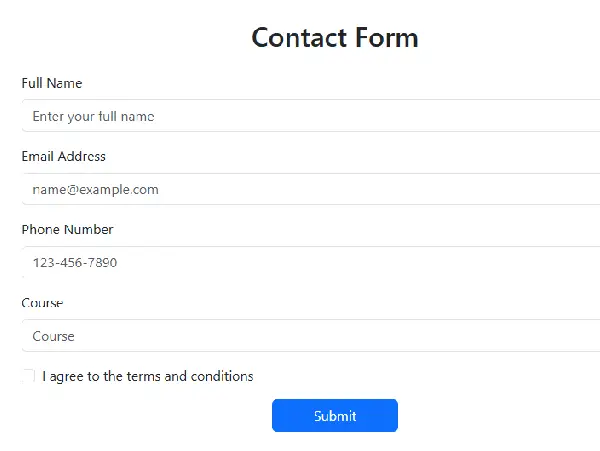 Contact Form
Full Name
Enter your full name
Email Address
name@example.com
Phone Number
123-456-7890
Course
Course
I agree to the terms and conditions
Submit